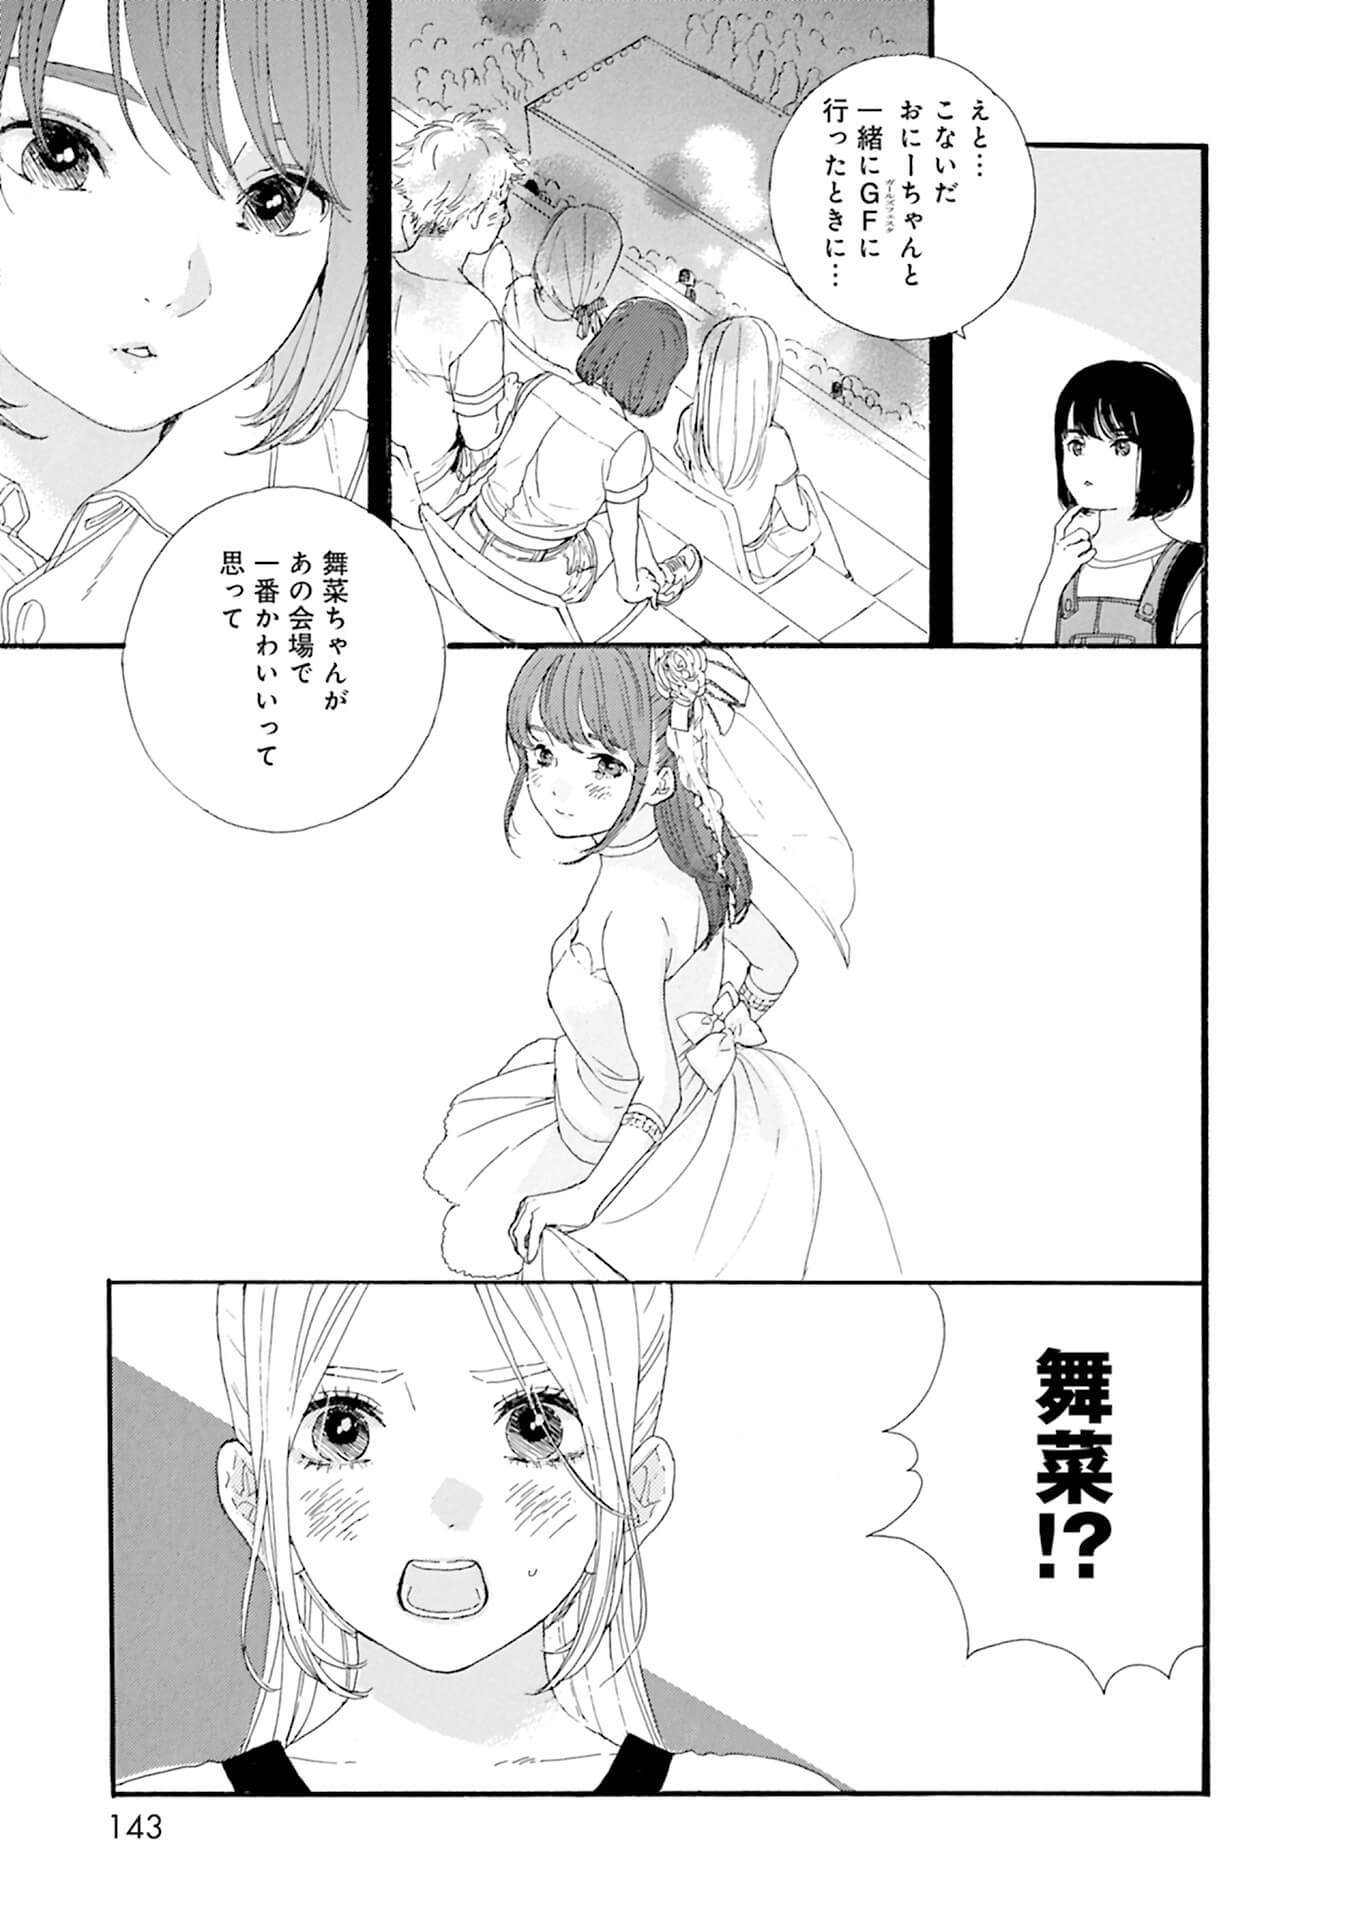 えと…
こないだ
おにーちゃんと
一緒にGFに
ガールズフェスタ
行ったときに…
舞菜ちゃんが
あの会場で
一番かわいいって
思って
舞菜!?
143